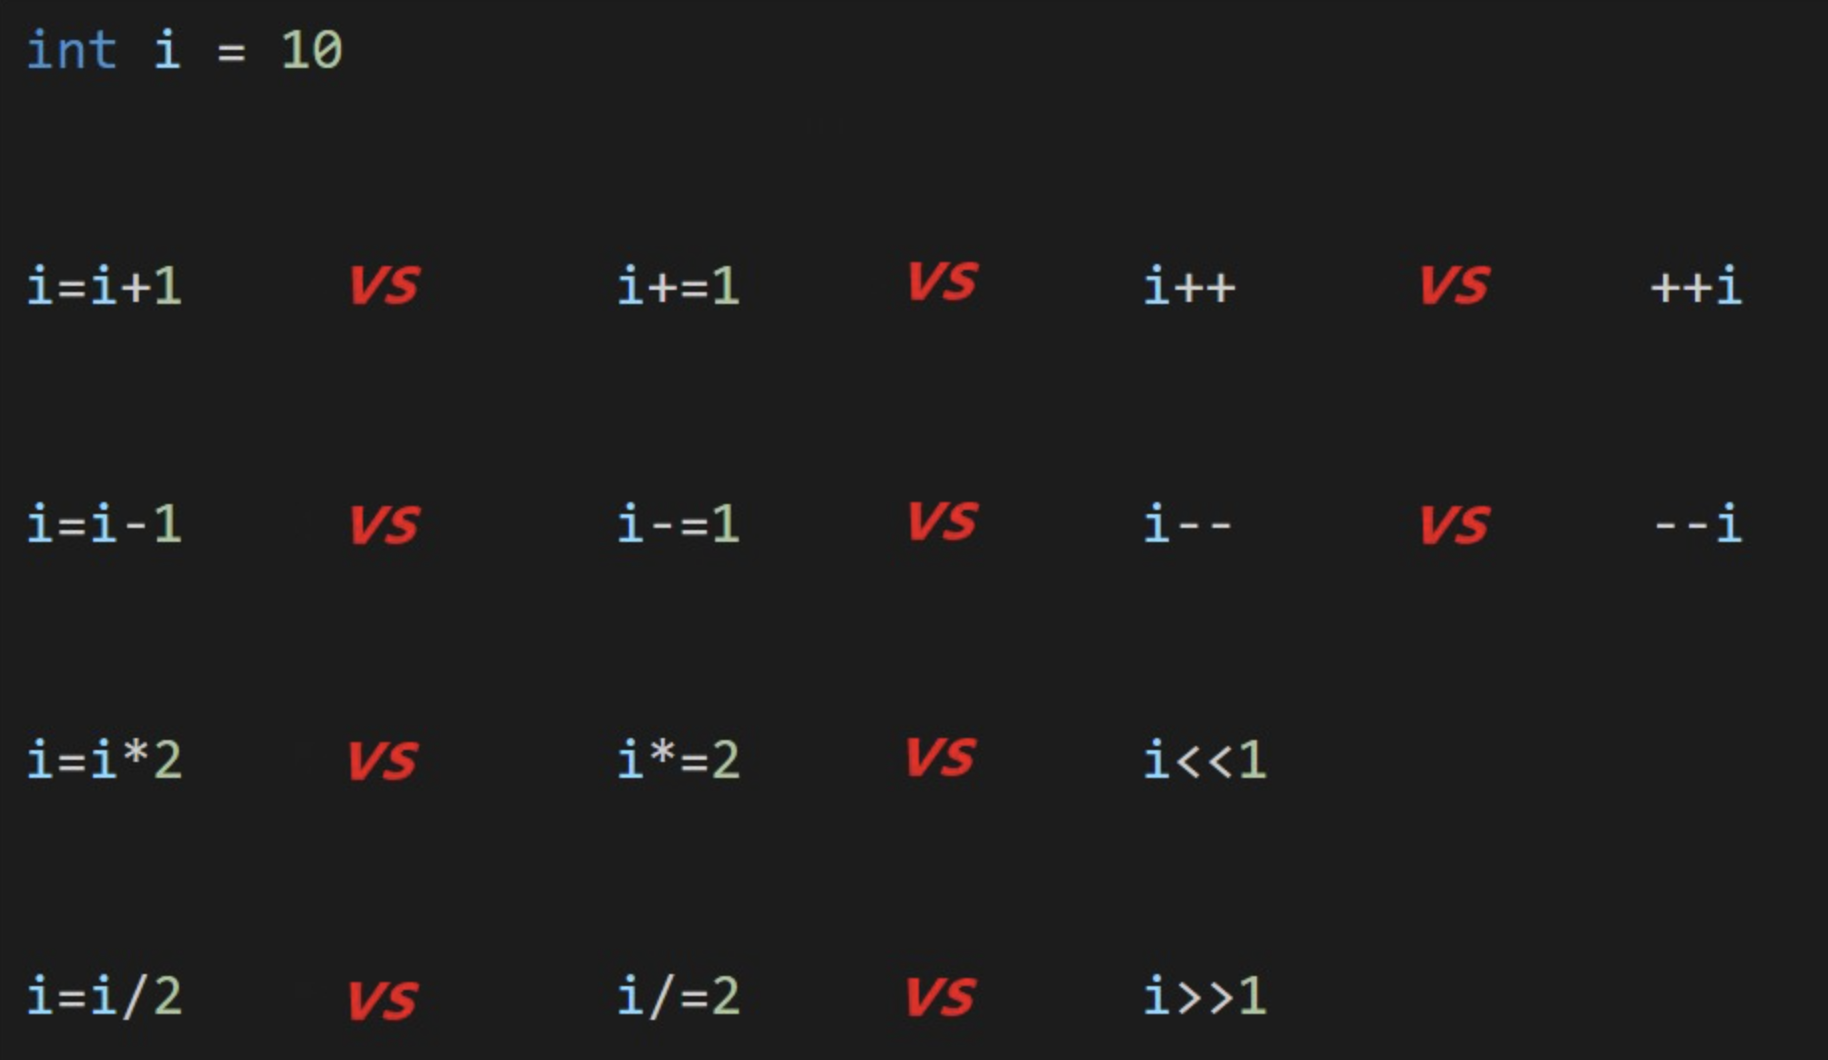 int i = 10
i=i+1 VS i+=1 VS i++ VS ++i
i=i-1 VS i-=1 VS i-- VS --i
i=i*2 VS i*=2 VS i<<1
i=i/2 VS i/=2 VS i>>1